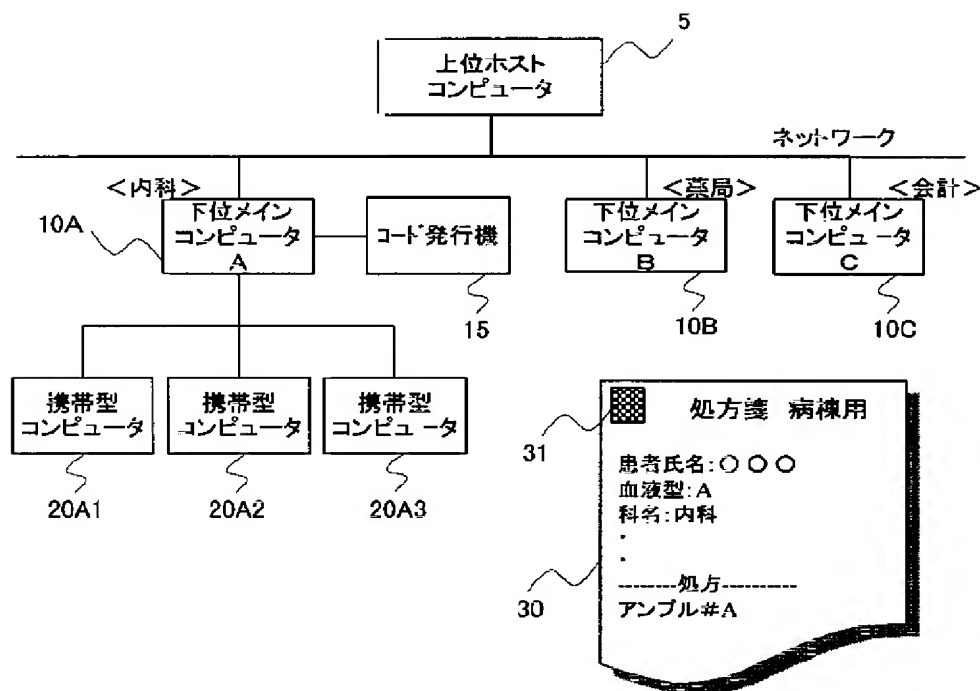 5
上位ホスト
コンピュータ
ネットワーク
<内科>
<薬局>
<会計>
10A
下位メイン
コンピュータ
A
コード発行機
下位メイン
コンピュータ
B
下位メイン
コンピュータ
C
15
10B
10C
携帯型
コンピュータ
携帯型
コンピュータ
携帯型
コンピュータ
20A1
20A2
20A3
31
処方箋 病棟用
患者氏名:○○○
血液型:A
科名:内科
・
・
--------処方----------
30
アンプル#A